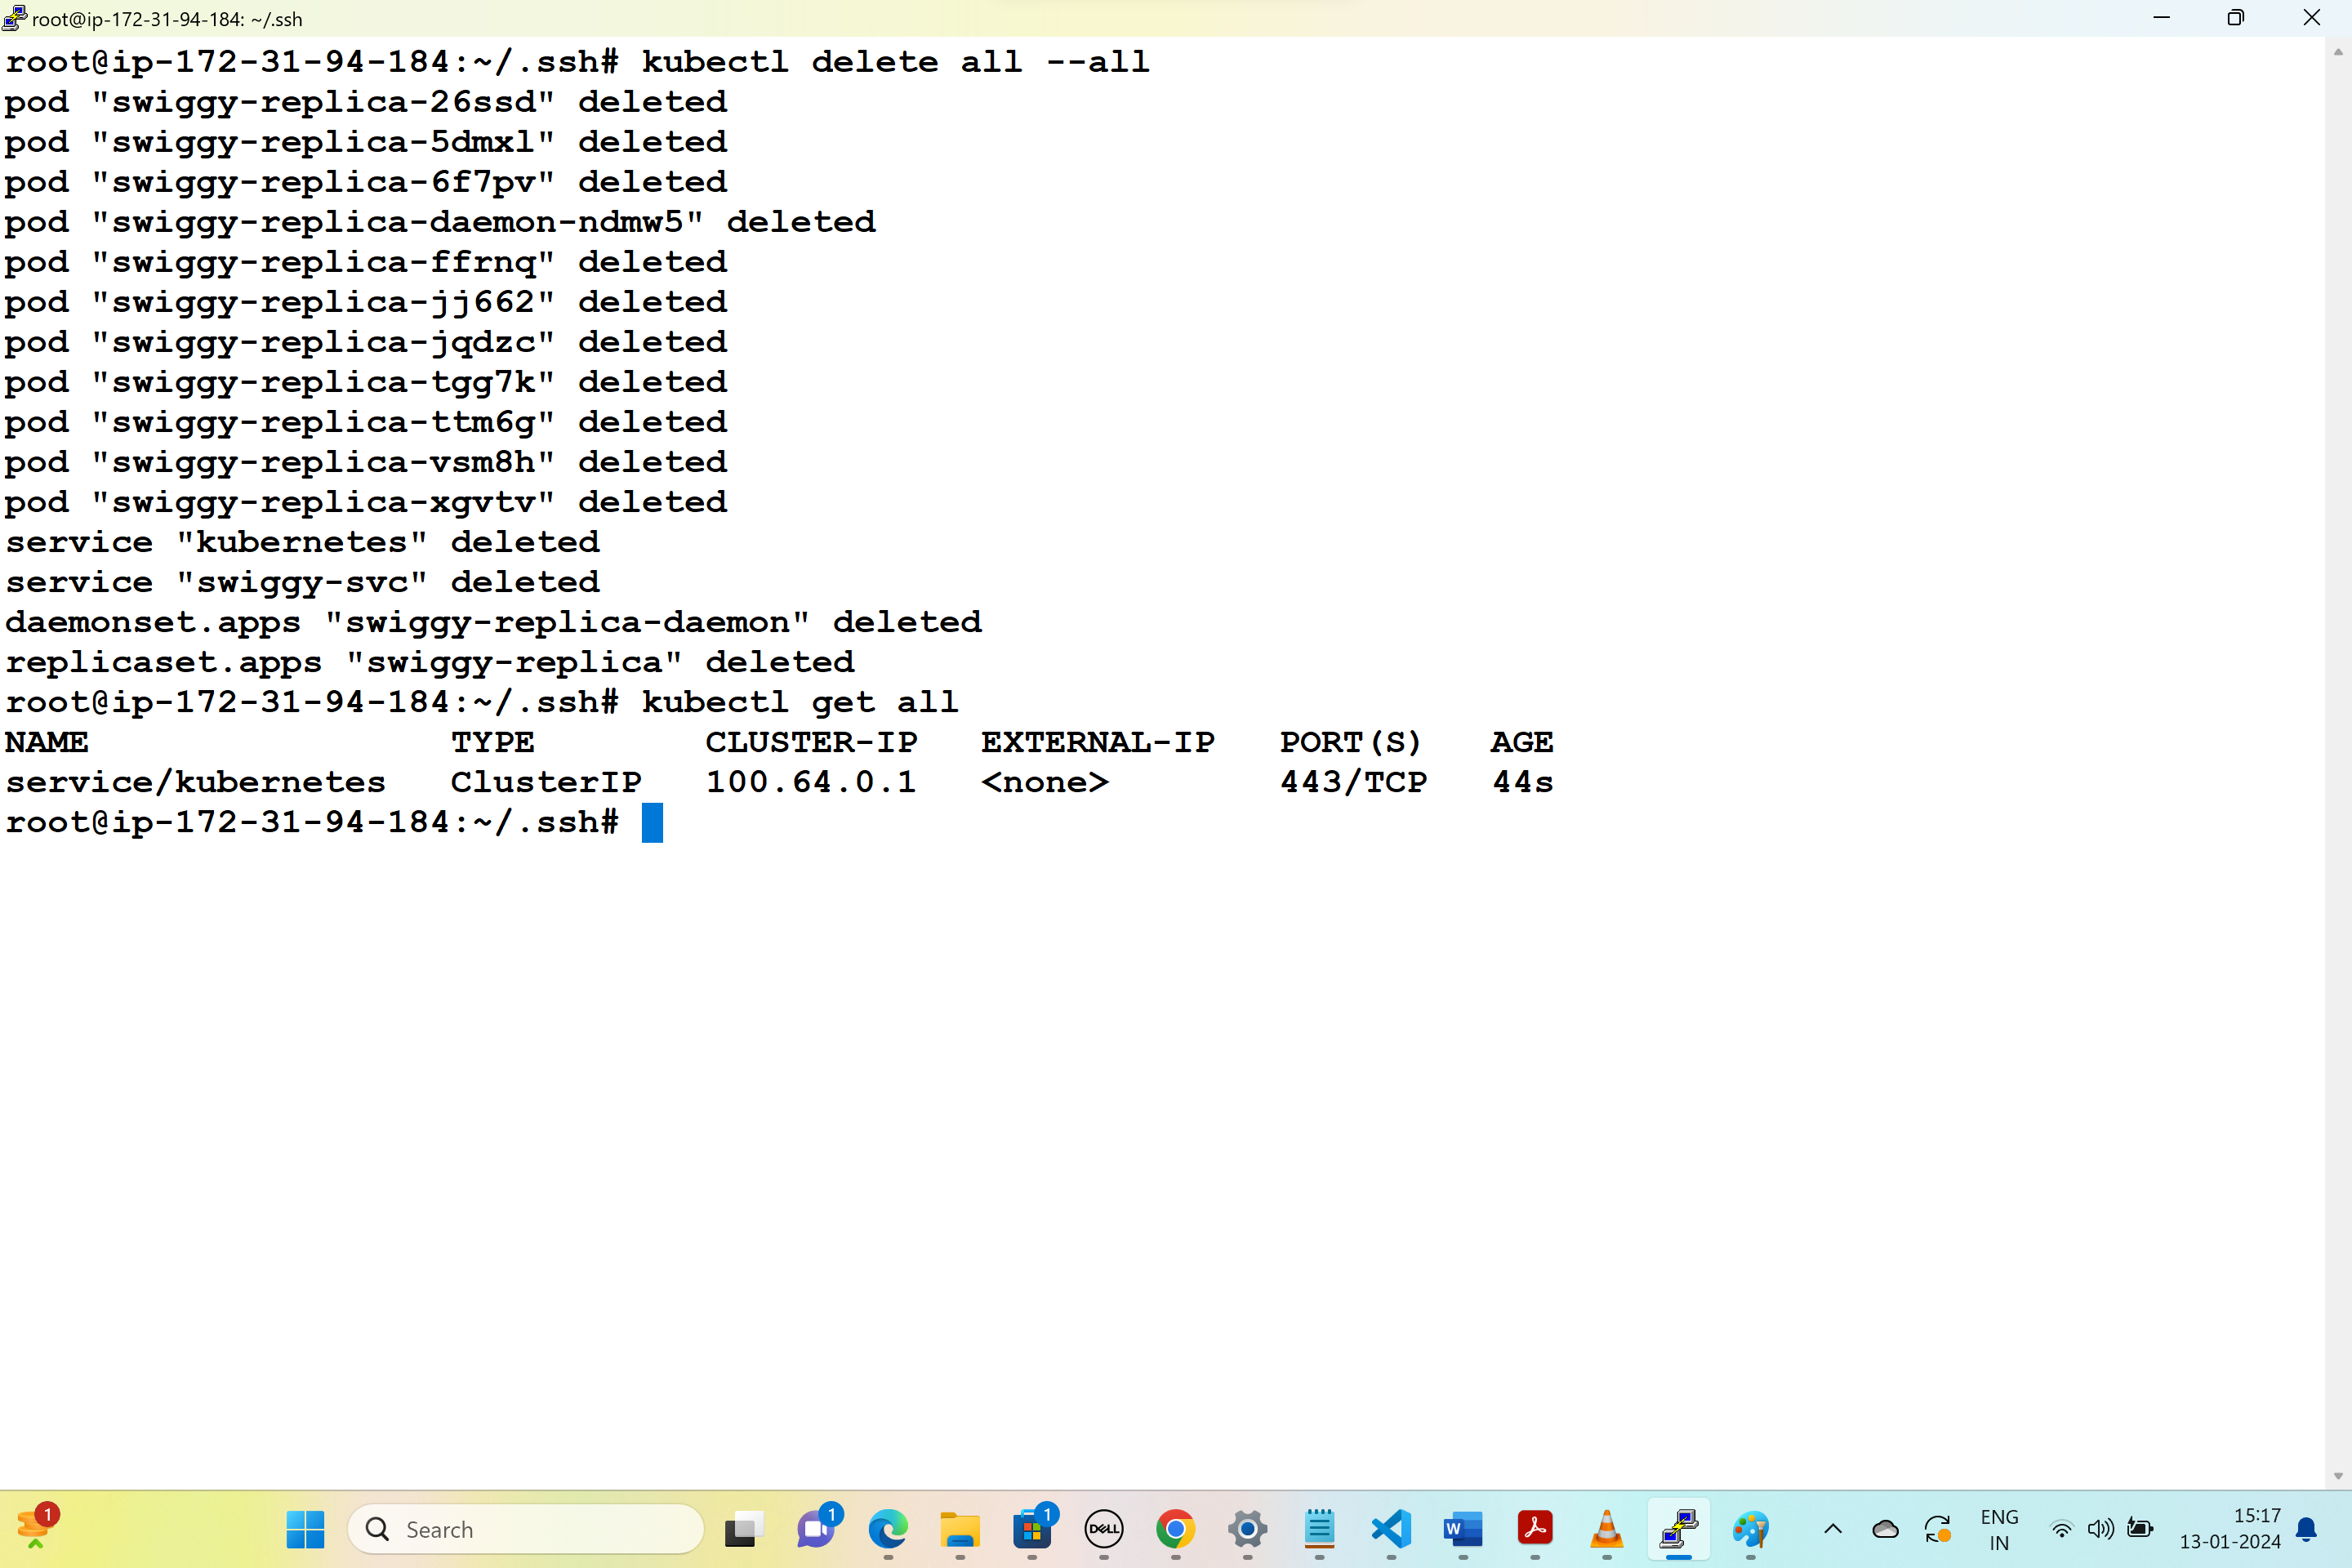 root@ip-172-31-94-184: ~/.ssh
root@ip-172-31-94-184:~/.ssh# kubectl delete all --all
pod "swiggy-replica-26ssd" deleted
pod "swiggy-replica-5dmxl" deleted
pod "swiggy-replica-6f7pv" deleted
pod "swiggy-replica-daemon-ndmw5" deleted
pod "swiggy-replica-ffrnq" deleted
pod "swiggy-replica-jj662" deleted
pod "swiggy-replica-jqdzc" deleted
pod "swiggy-replica-tgg7k" deleted
pod "swiggy-replica-ttm6g" deleted
pod "swiggy-replica-vsm8h" deleted
pod "swiggy-replica-xgvtv" deleted
service "kubernetes" deleted
service "swiggy-svc" deleted
daemonset.apps "swiggy-replica-daemon" deleted
replicaset.apps "swiggy-replica" deleted
root@ip-172-31-94-184:~/.ssh# kubectl get all
NAME TYPE CLUSTER-IP EXTERNAL-IP PORT(S) AGE
service/kubernetes ClusterIP 100.64.0.1 <none> 443/TCP 44s
root@ip-172-31-94-184:~/.ssh#
1
Search
1
1
DELL
W
ENG
IN
15:17
13-01-2024